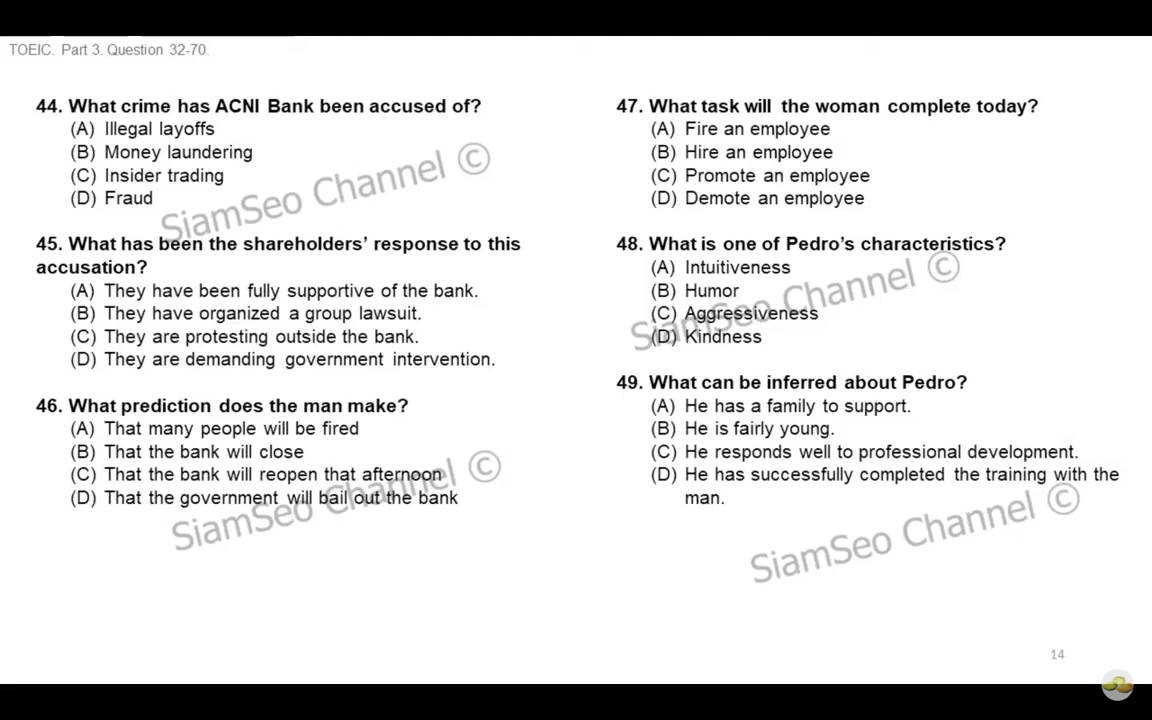 TOEIC. Part 3. Question 32-70.
44. What crime has ACNI Bank been accused of?
(A) Illegal layoffs
(B) Money laundering
(C) Insider trading
(D) Fraud
SiamSeo Channel ©
45. What has been the shareholders’ response to this
accusation?
(A) They have been fully supportive of the bank.
(B) They have organized a group lawsuit.
(C) They are protesting outside the bank.
(D) They are demanding government intervention.
46. What prediction does the man make?
(A) That many people will be fired
(B) That the bank will close
(C) That the bank will reopen that afternoon
(D) That the government will bail out the bank
SiamSeo Channel ©
47. What task will the woman complete today?
(A) Fire an employee
(B) Hire an employee
(C) Promote an employee
(D) Demote an employee
48. What is one of Pedro’s characteristics?
(A) Intuitiveness
(B) Humor
(C) Aggressiveness
(D) Kindness
SiamSeo Channel ©
49. What can be inferred about Pedro?
(A) He has a family to support.
(B) He is fairly young.
(C) He responds well to professional development.
(D) He has successfully completed the training with the
man.
SiamSeo Channel ©
14